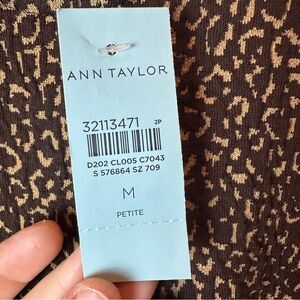 ANN TAYLOR
32113471 2P
D202 CL005 C7043
S 576864 SZ 709
M
PETITE